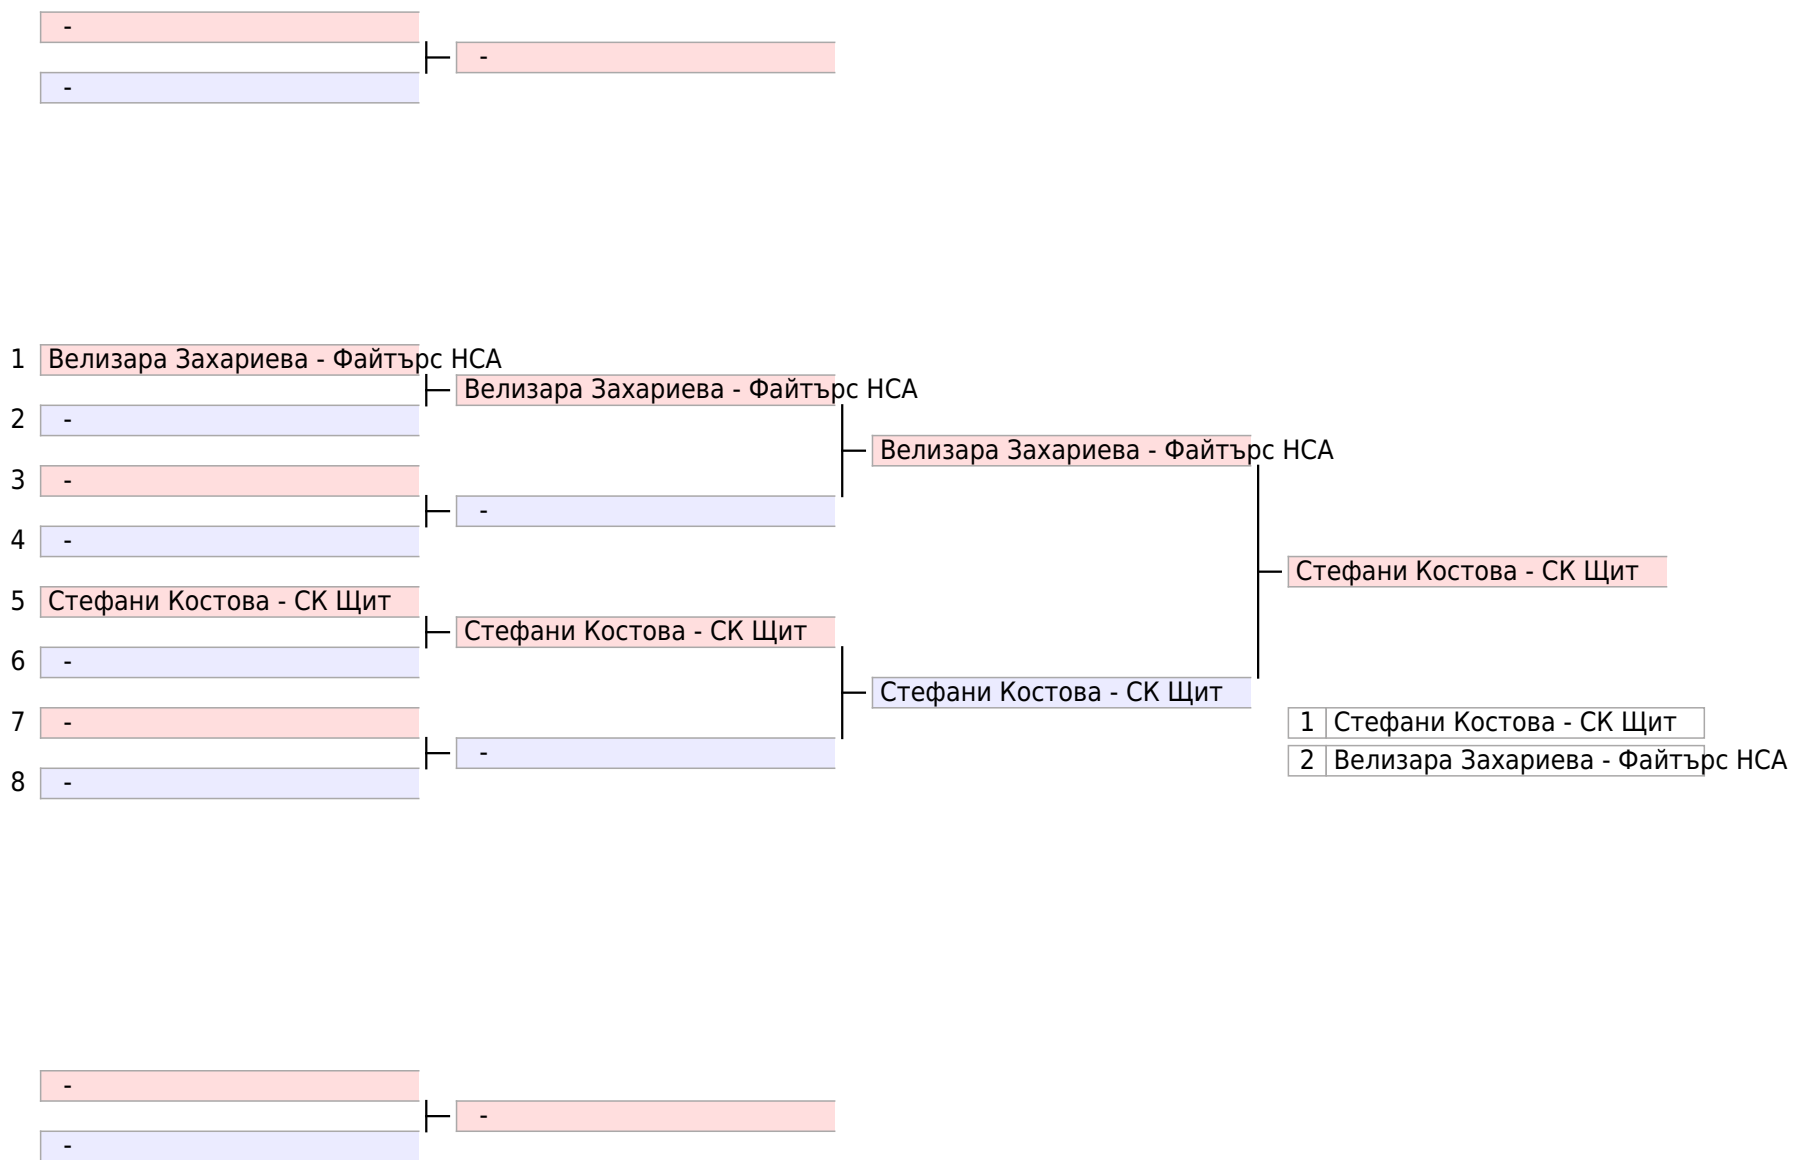 -
-
-
1 Велизара Захариева - Файтърс НСА
Велизара Захариева - Файтърс НСА
2 -
Велизара Захариева - Файтърс НСА
3 -
-
4 -
Стефани Костова - СК Щит
5 Стефани Костова - СК Щит
Стефани Костова - СК Щит
6 -
Стефани Костова - СК Щит
7 -
1 Стефани Костова - СК Щит
-
2 Велизара Захариева - Файтърс НСА
8 -
-
-
-